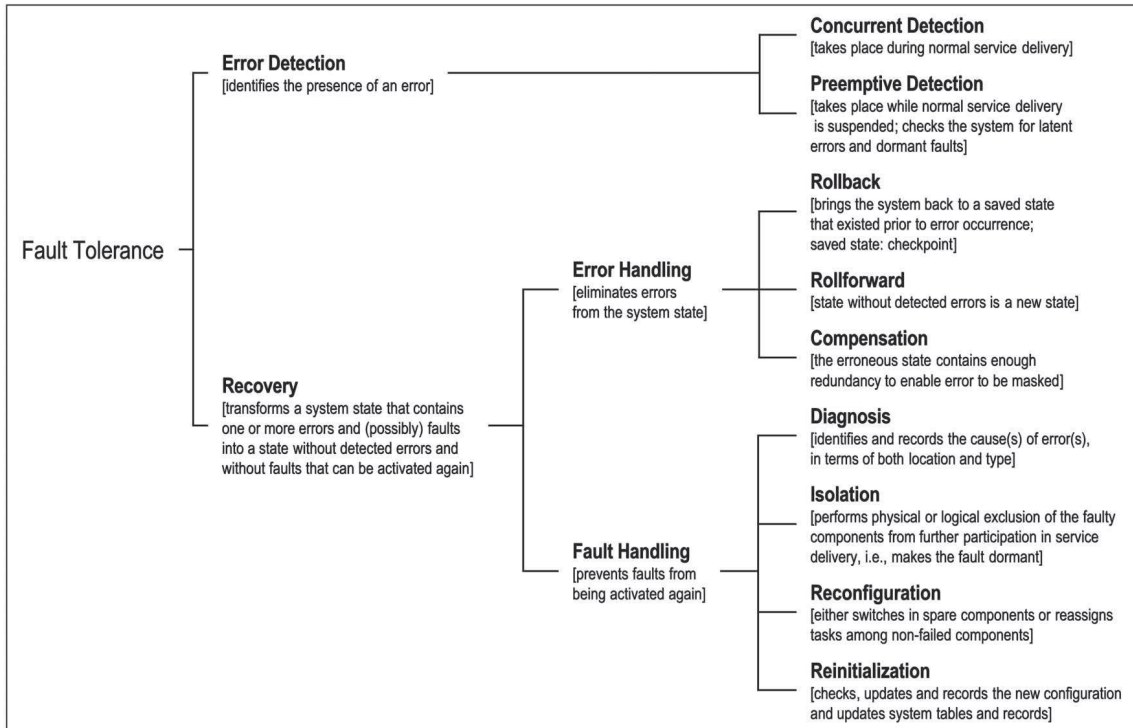 Fault Tolerance
Error Detection
[identifies the presence of an error]
Concurrent Detection
[takes place during normal service delivery]
Preemptive Detection
[takes place while normal service delivery
is suspended; checks the system for latent
errors and dormant faults]
Recovery
[transforms a system state that contains
one or more errors and (possibly) faults
into a state without detected errors and
without faults that can be activated again]
Error Handling
[eliminates errors
from the system state]
Rollback
[brings the system back to a saved state
that existed prior to error occurrence;
saved state: checkpoint]
Rollforward
[state without detected errors is a new state]
Compensation
[the erroneous state contains enough
redundancy to enable error to be masked]
Fault Handling
[prevents faults from
being activated again]
Diagnosis
[identifies and records the cause(s) of error(s),
in terms of both location and type]
Isolation
[performs physical or logical exclusion of the faulty
components from further participation in service
delivery, i.e., makes the fault dormant]
Reconfiguration
[either switches in spare components or reassigns
tasks among non-failed components]
Reinitialization
[checks, updates and records the new configuration
and updates system tables and records]